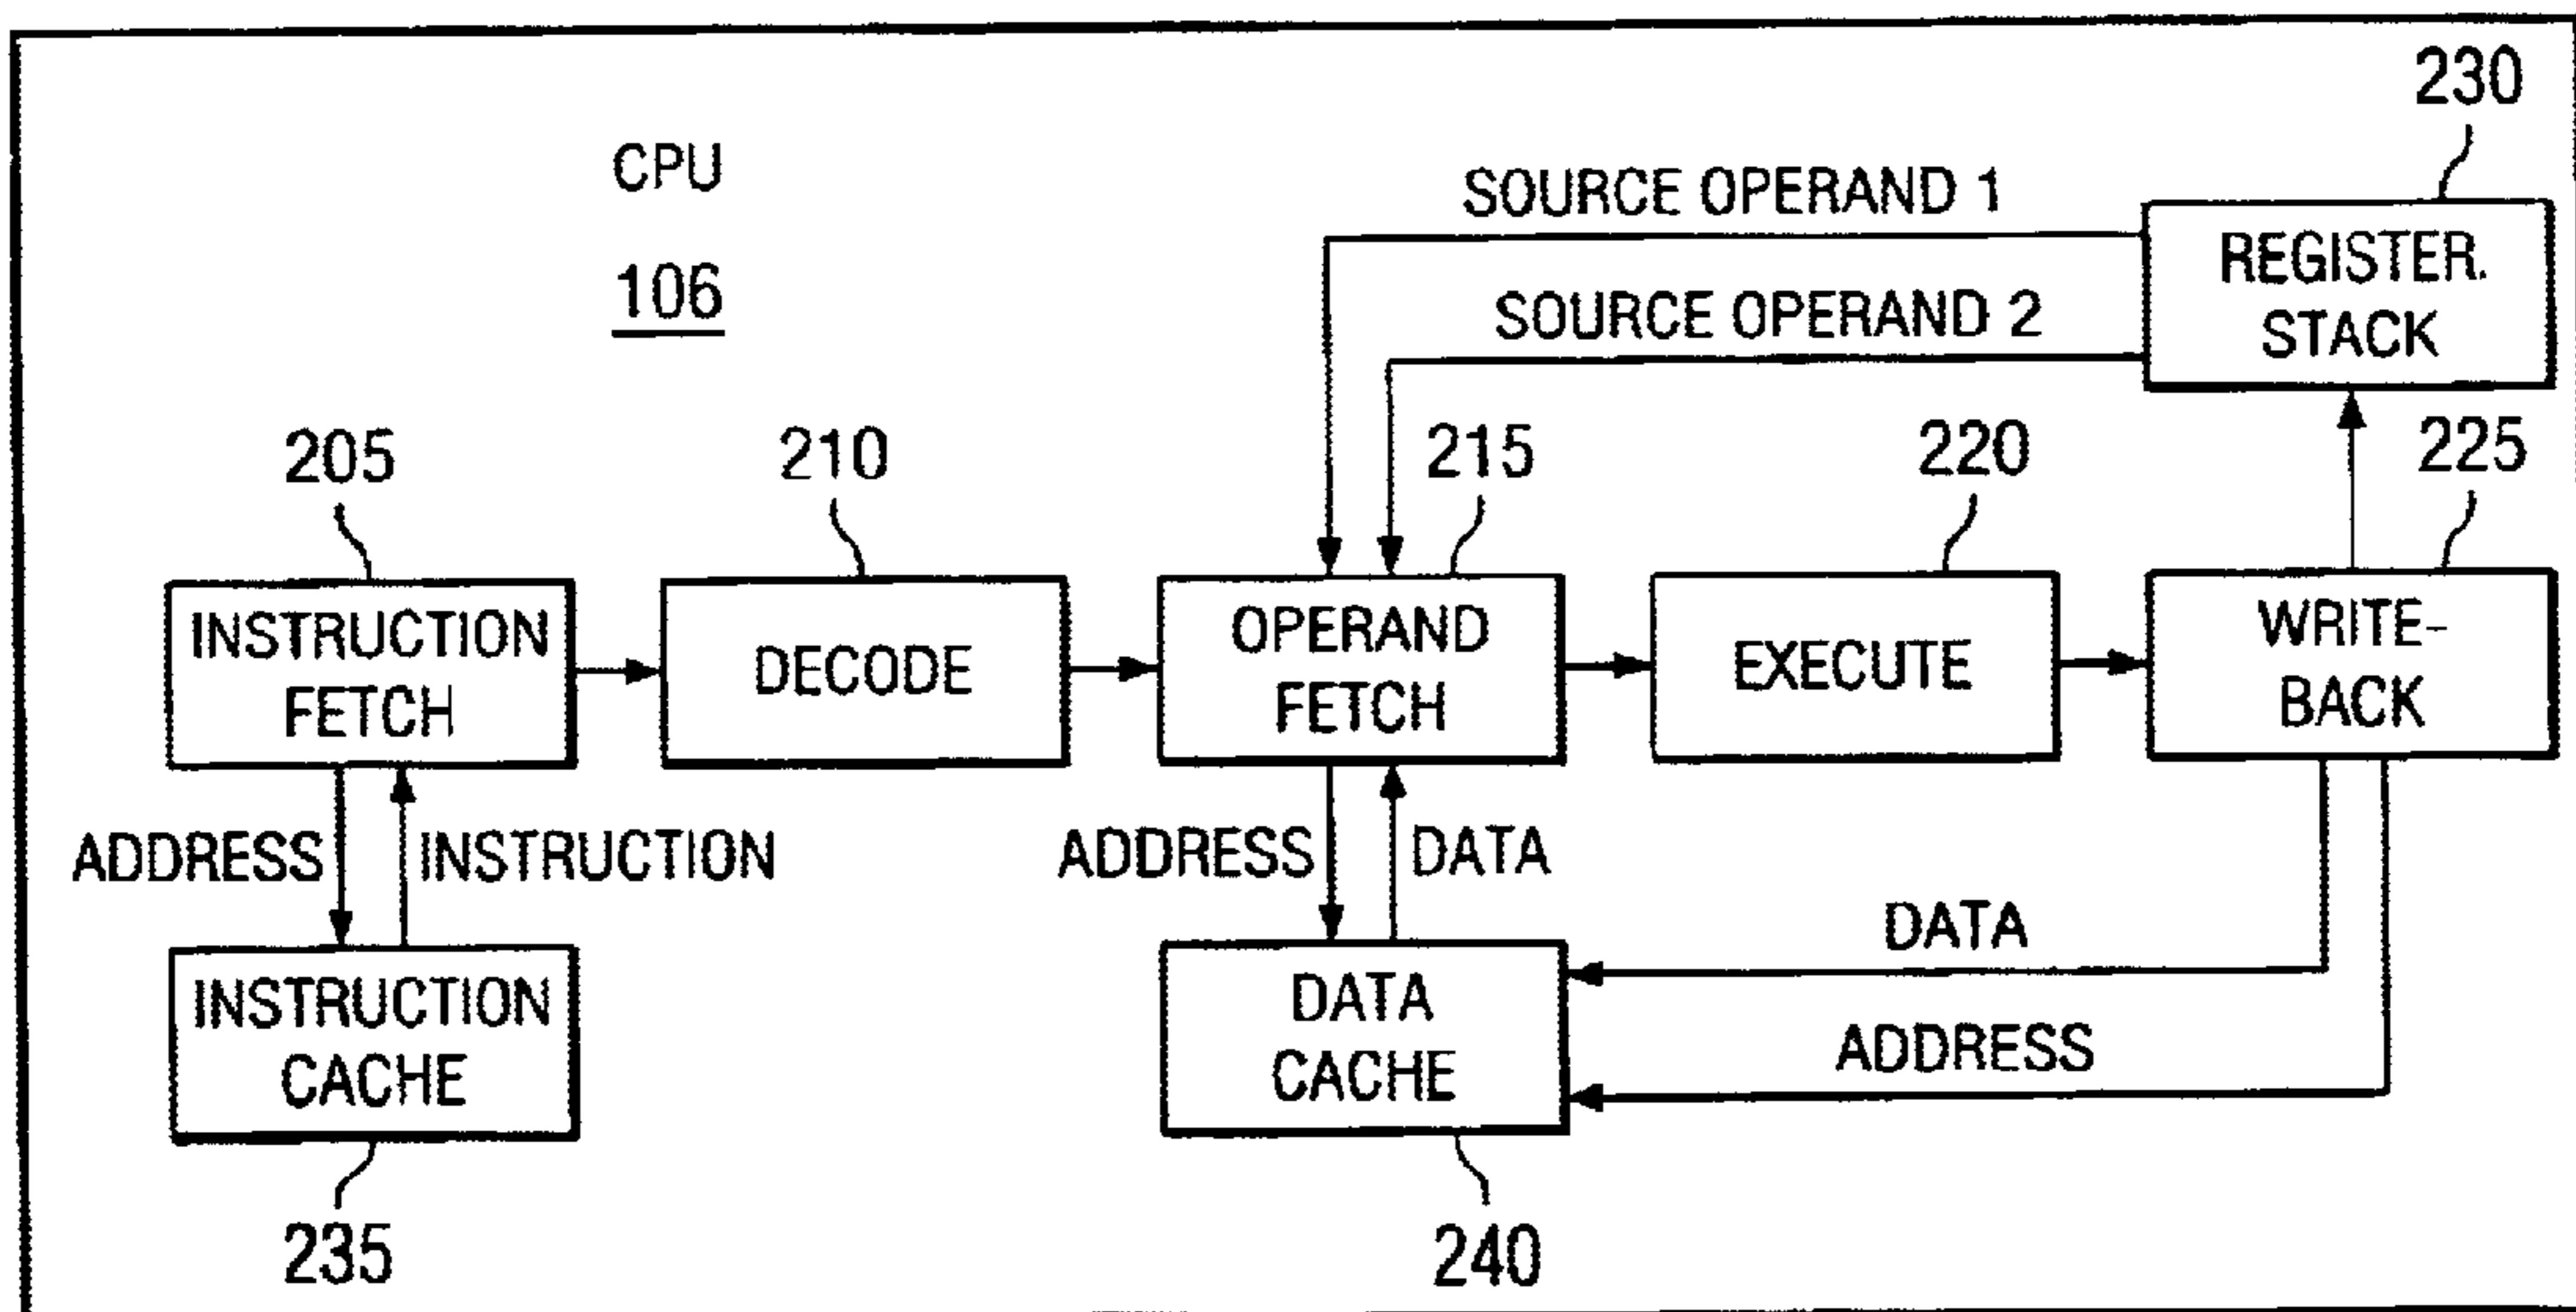 230
CPU
SOURCE OPERAND 1
106
REGISTER.
STACK
SOURCE OPERAND 2
205
210
215
220
225
INSTRUCTION
FETCH
DECODE
OPERAND
FETCH
EXECUTE
WRITE-
BACK
ADDRESS
INSTRUCTION
ADDRESS
DATA
DATA
INSTRUCTION
CACHE
DATA
CACHE
ADDRESS
235
240